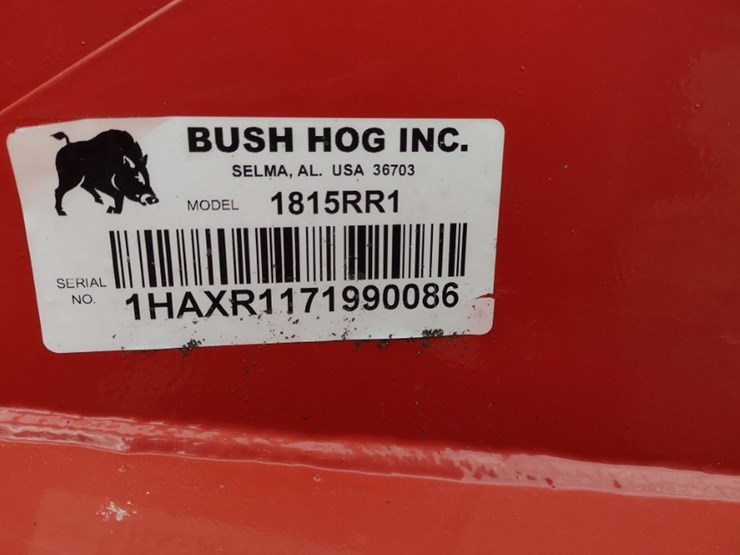 BUSH HOG INC.
SELMA, AL. USA 36703
MODEL 1815RR1
SERIAL NO. 1HAXR1171990086